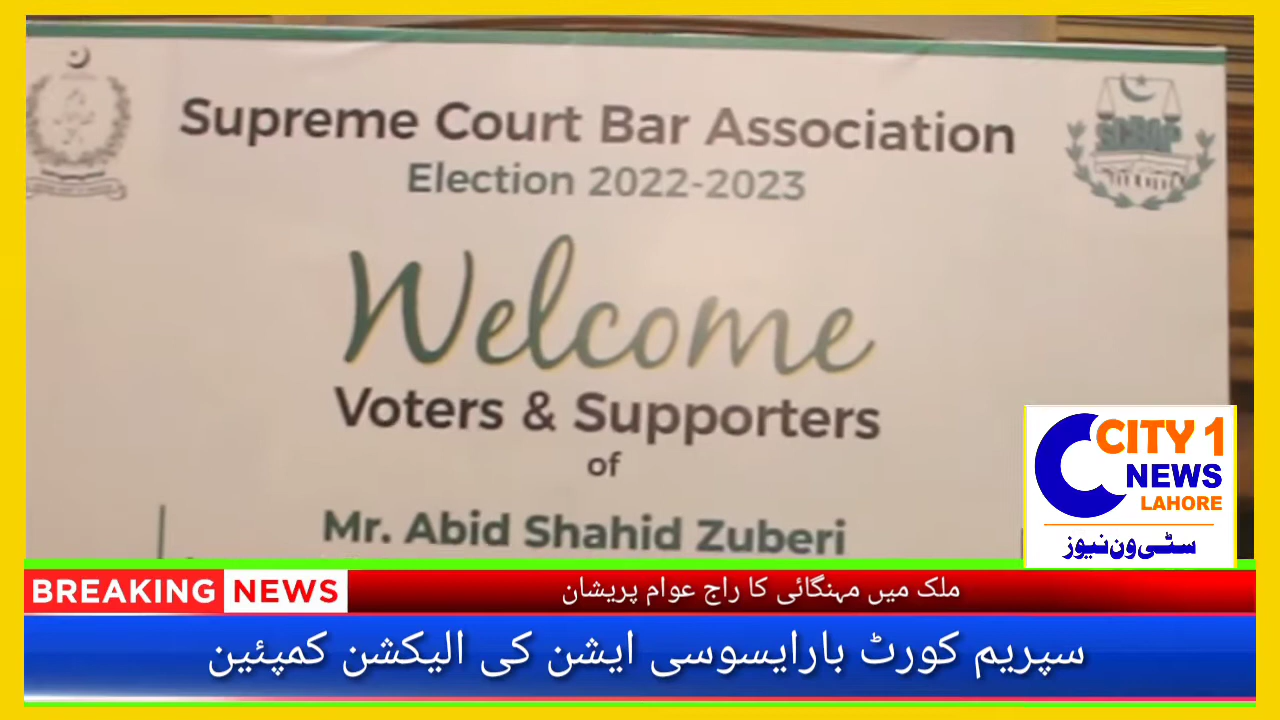 Supreme Court Bar Association
Election 2022-2023
SCBOP
Welcome
Voters & Supporters
of
Mr. Abid Shahid Zuberi
CITY 1
NEWS
LAHORE
سٹی ون نیوز
BREAKING NEWS
ملک میں مہنگائی کا راج عوام پریشان
سپریم کورٹ بارایسوسی ایشن کی الیکشن کمپئین